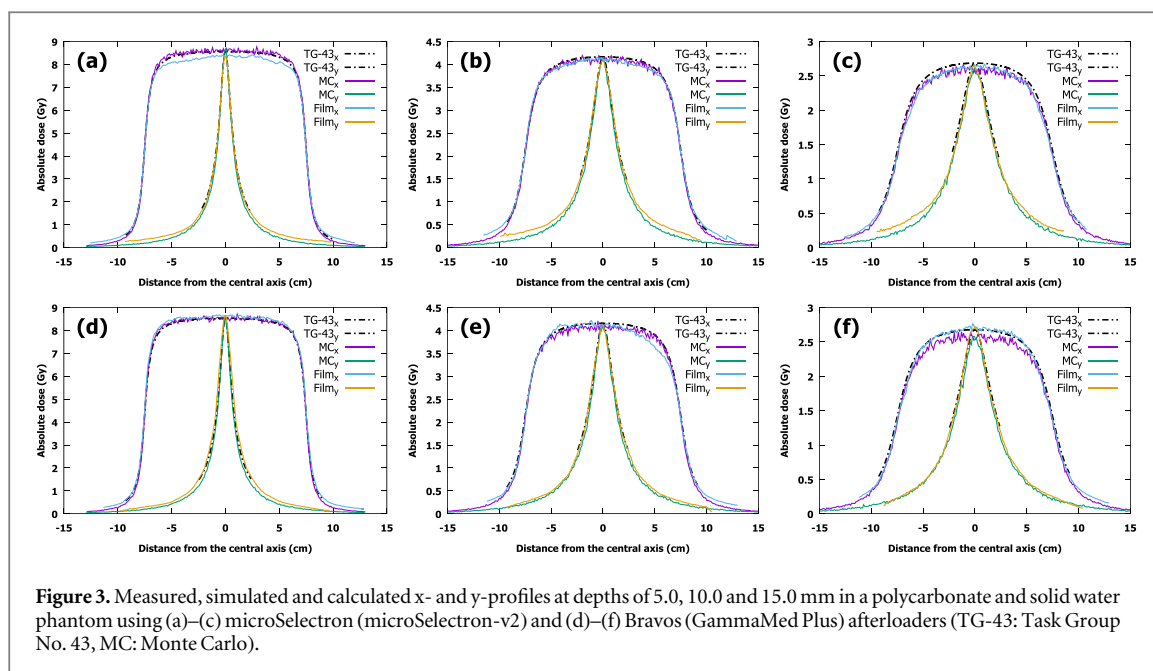 (a)
TG-43x
TG-43y
MCx
MCy
Filmx
Filmy
Absolute dose (Gy)
9
8
7
6
5
4
3
2
1
0
-15 -10 -5 0 5 10 15
Distance from the central axis (cm)
(b)
TG-43x
TG-43y
MCx
MCy
Filmx
Filmy
Absolute dose (Gy)
4.5
4
3.5
3
2.5
2
1.5
1
0.5
0
-15 -10 -5 0 5 10 15
Distance from the central axis (cm)
(c)
TG-43x
TG-43y
MCx
MCy
Filmx
Filmy
Absolute dose (Gy)
3
2.5
2
1.5
1
0.5
0
-15 -10 -5 0 5 10 15
Distance from the central axis (cm)
(d)
TG-43x
TG-43y
MCx
MCy
Filmx
Filmy
Absolute dose (Gy)
9
8
7
6
5
4
3
2
1
0
-15 -10 -5 0 5 10 15
Distance from the central axis (cm)
(e)
TG-43x
TG-43y
MCx
MCy
Filmx
Filmy
Absolute dose (Gy)
4.5
4
3.5
3
2.5
2
1.5
1
0.5
0
-15 -10 -5 0 5 10 15
Distance from the central axis (cm)
(f)
TG-43x
TG-43y
MCx
MCy
Filmx
Filmy
Absolute dose (Gy)
3
2.5
2
1.5
1
0.5
0
-15 -10 -5 0 5 10 15
Distance from the central axis (cm)
Figure 3. Measured, simulated and calculated x- and y-profiles at depths of 5.0, 10.0 and 15.0 mm in a polycarbonate and solid water
phantom using (a)–(c) microSelectron (microSelectron-v2) and (d)–(f) Bravos (GammaMed Plus) afterloaders (TG-43: Task Group
No. 43, MC: Monte Carlo).